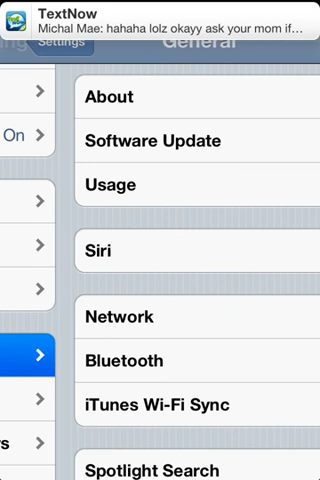 TextNow
Michal Mae: hahaha lolz okayy ask your mom if…
Settings
General
About
On
Software Update
Usage
Siri
Network
Bluetooth
iTunes Wi-Fi Sync
Spotlight Search